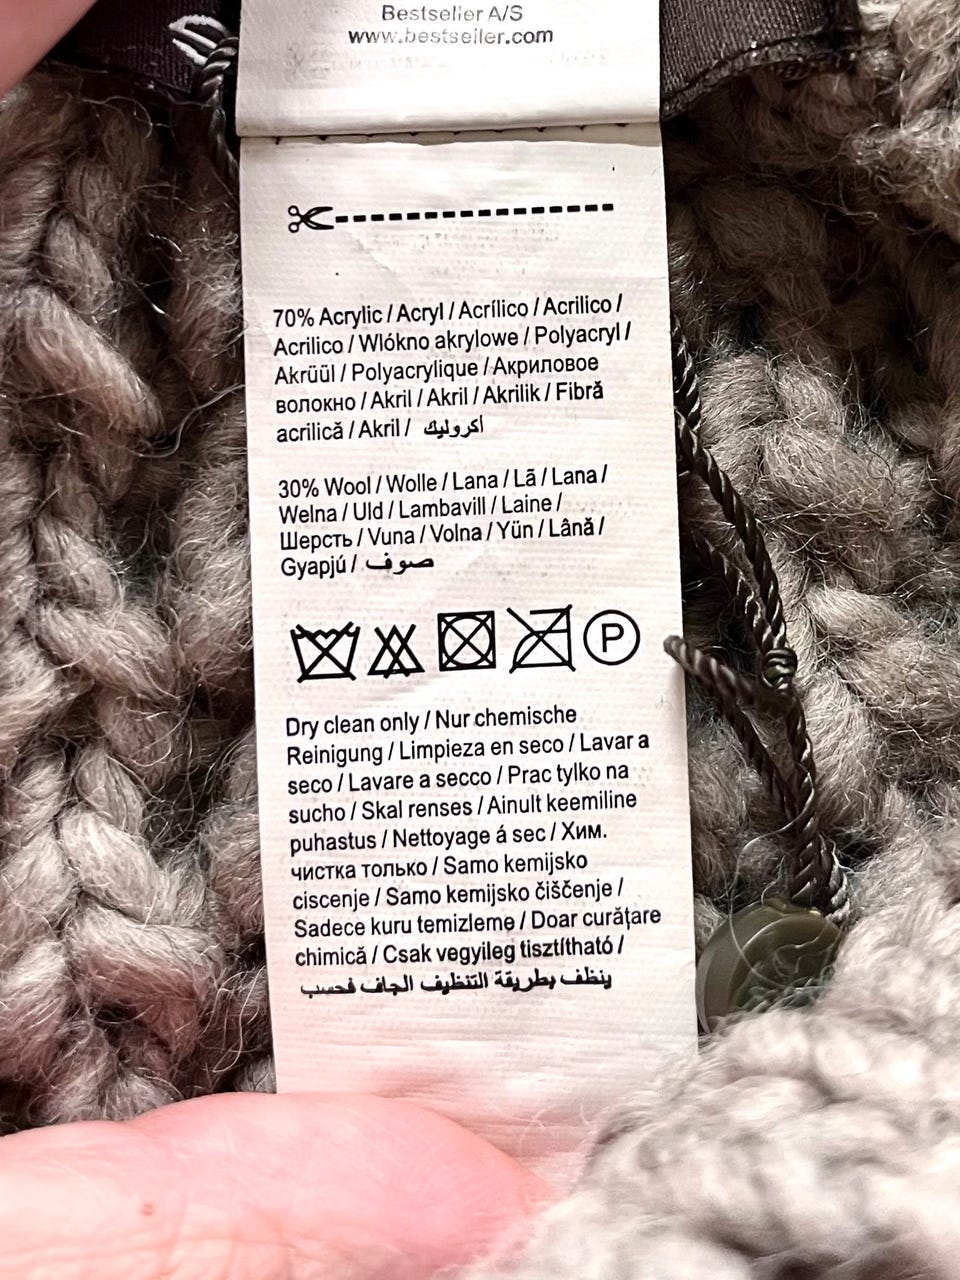 Bestseller A/S
www.bestseller.com
70% Acrylic / Acryl / Acrílico / Acrilico /
Acrilico / Wlókno akrylowe / Polyacryl /
Akrüül / Polyacrylique / Акриловое
волокно / Akril / Akril / Akrilik / Fibră
acrilică / Akril / اكروليك
30% Wool / Wolle / Lana / Lã / Lana /
Welna / Uld / Lambavill / Laine /
Шерсть / Vuna / Volna / Yün / Lână /
Gyapjú / صوف
P
Dry clean only / Nur chemische
Reinigung / Limpieza en seco / Lavar a
seco / Lavare a secco / Prac tylko na
sucho / Skal renses / Ainult keemiline
puhastus / Nettoyage á sec / Хим.
чистка только / Samo kemijsko
ciscenje / Samo kemijsko čiščenje /
Sadece kuru temizleme / Doar curățare
chimică / Csak vegyileg tisztítható /
ينظف بطريقة التنظيف الجاف فحسب